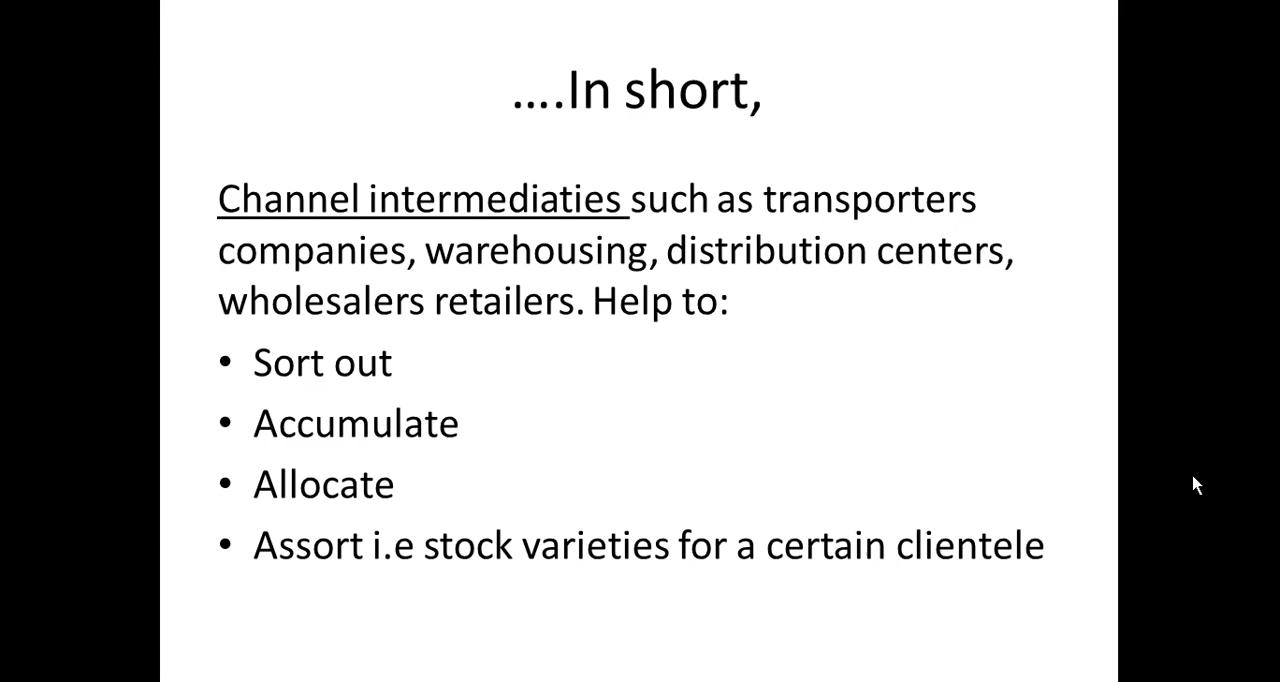 ….In short,
Channel intermediaties such as transporters
companies, warehousing, distribution centers,
wholesalers retailers. Help to:
• Sort out
• Accumulate
• Allocate
• Assort i.e stock varieties for a certain clientele